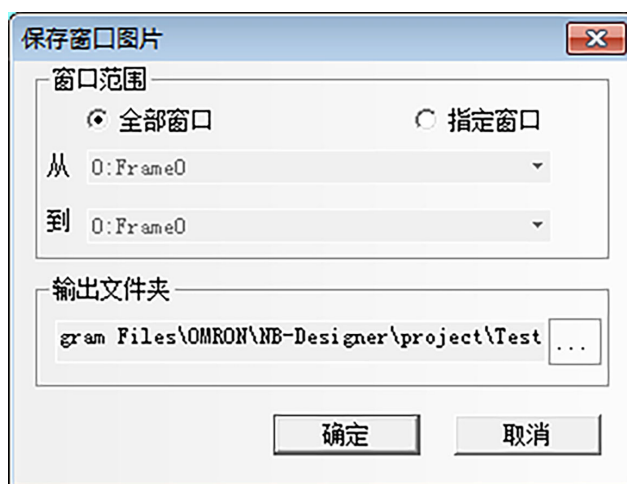 保存窗口图片
窗口范围
全部窗口 指定窗口
从 0:Frame0
到 0:Frame0
输出文件夹
gram Files\OMRON\NB-Designer\project\Test ...
确定 取消